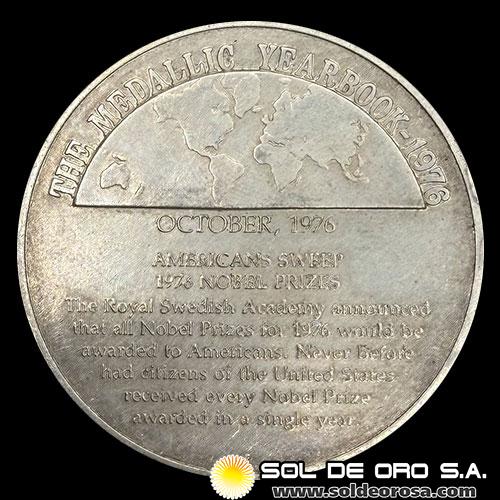 THE MEDALLIC YEARBOOK-1976
OCTOBER, 1976
AMERICANS SWEEP
1976 NOBEL PRIZES
The Royal Swedish Academy announced
that all Nobel Prizes for 1976 would be
awarded to Americans. Never Before
had citizens of the United States
received every Nobel Prize
awarded in a single year.
SOL DE ORO S.A.
www.soldeorosa.com